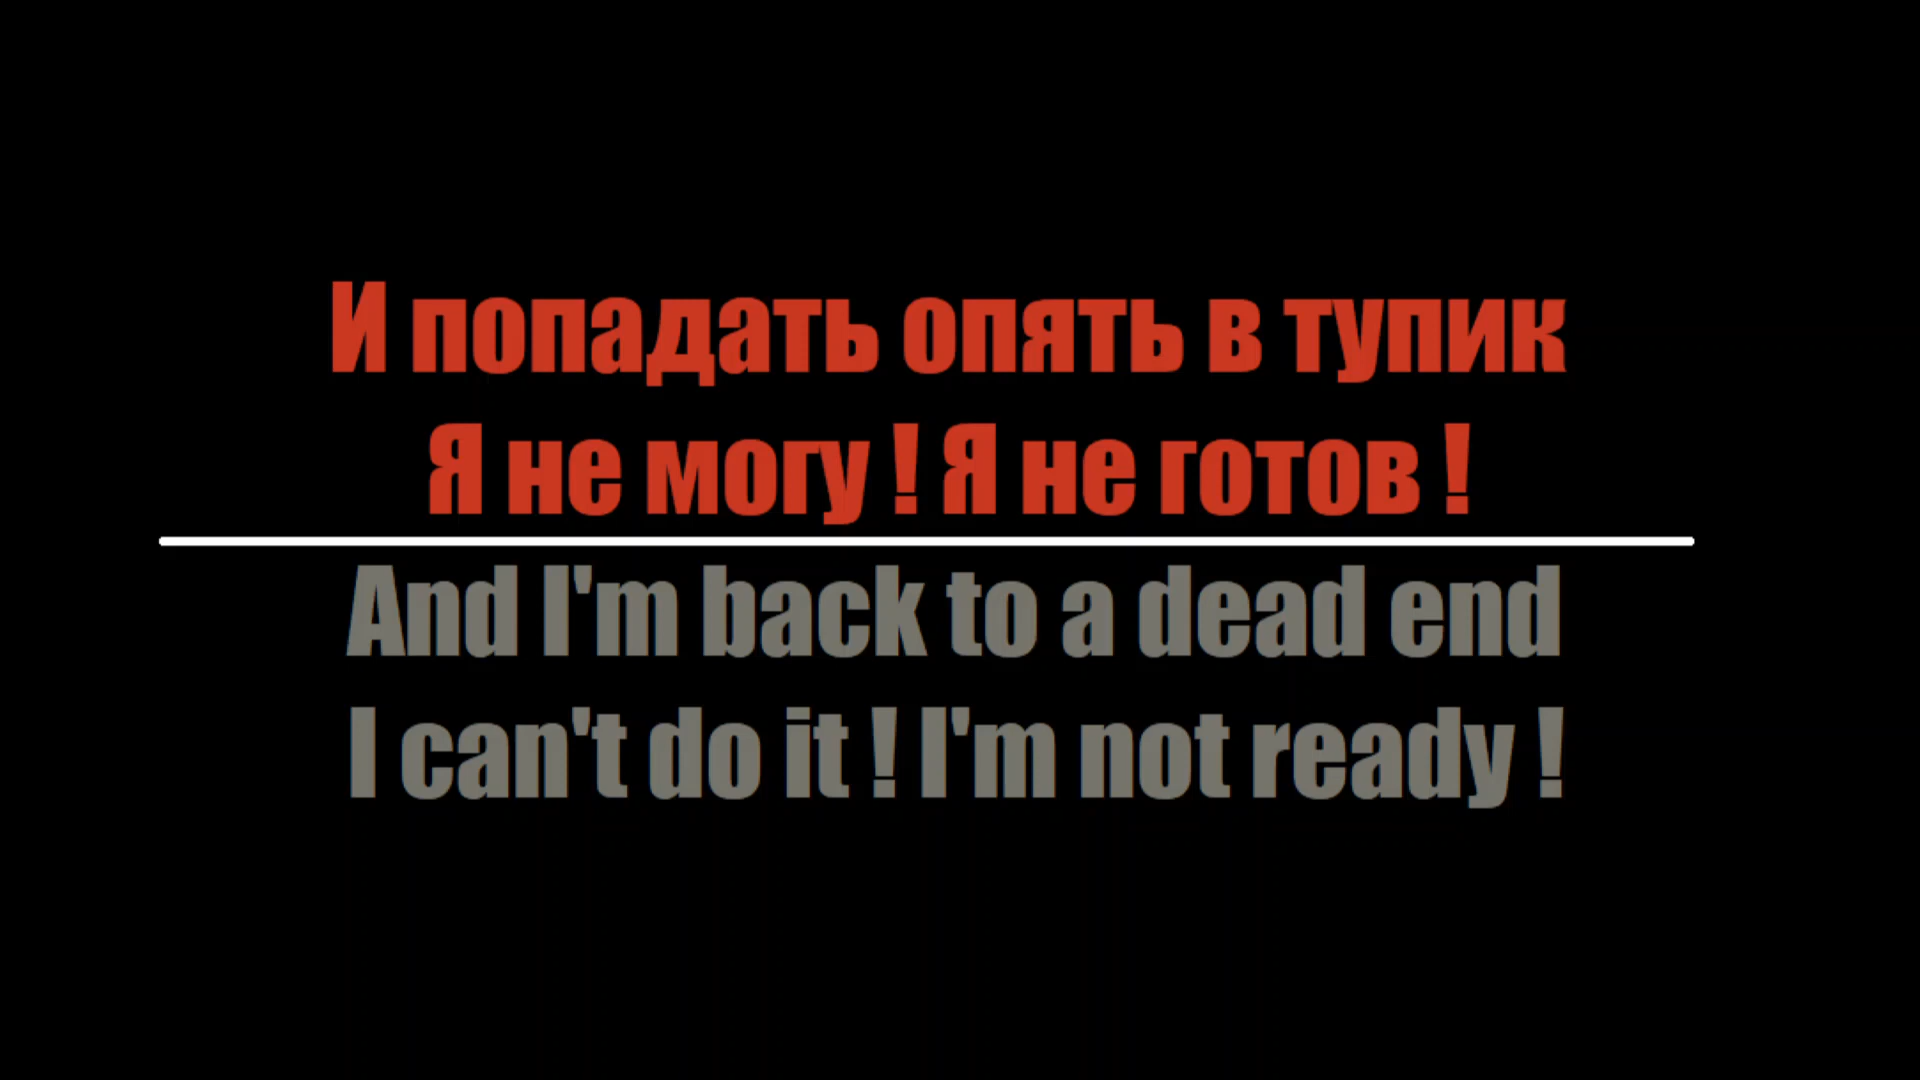 И попадать опять в тупик
Я не могу ! Я не готов !
And I'm back to a dead end
I can't do it ! I'm not ready !